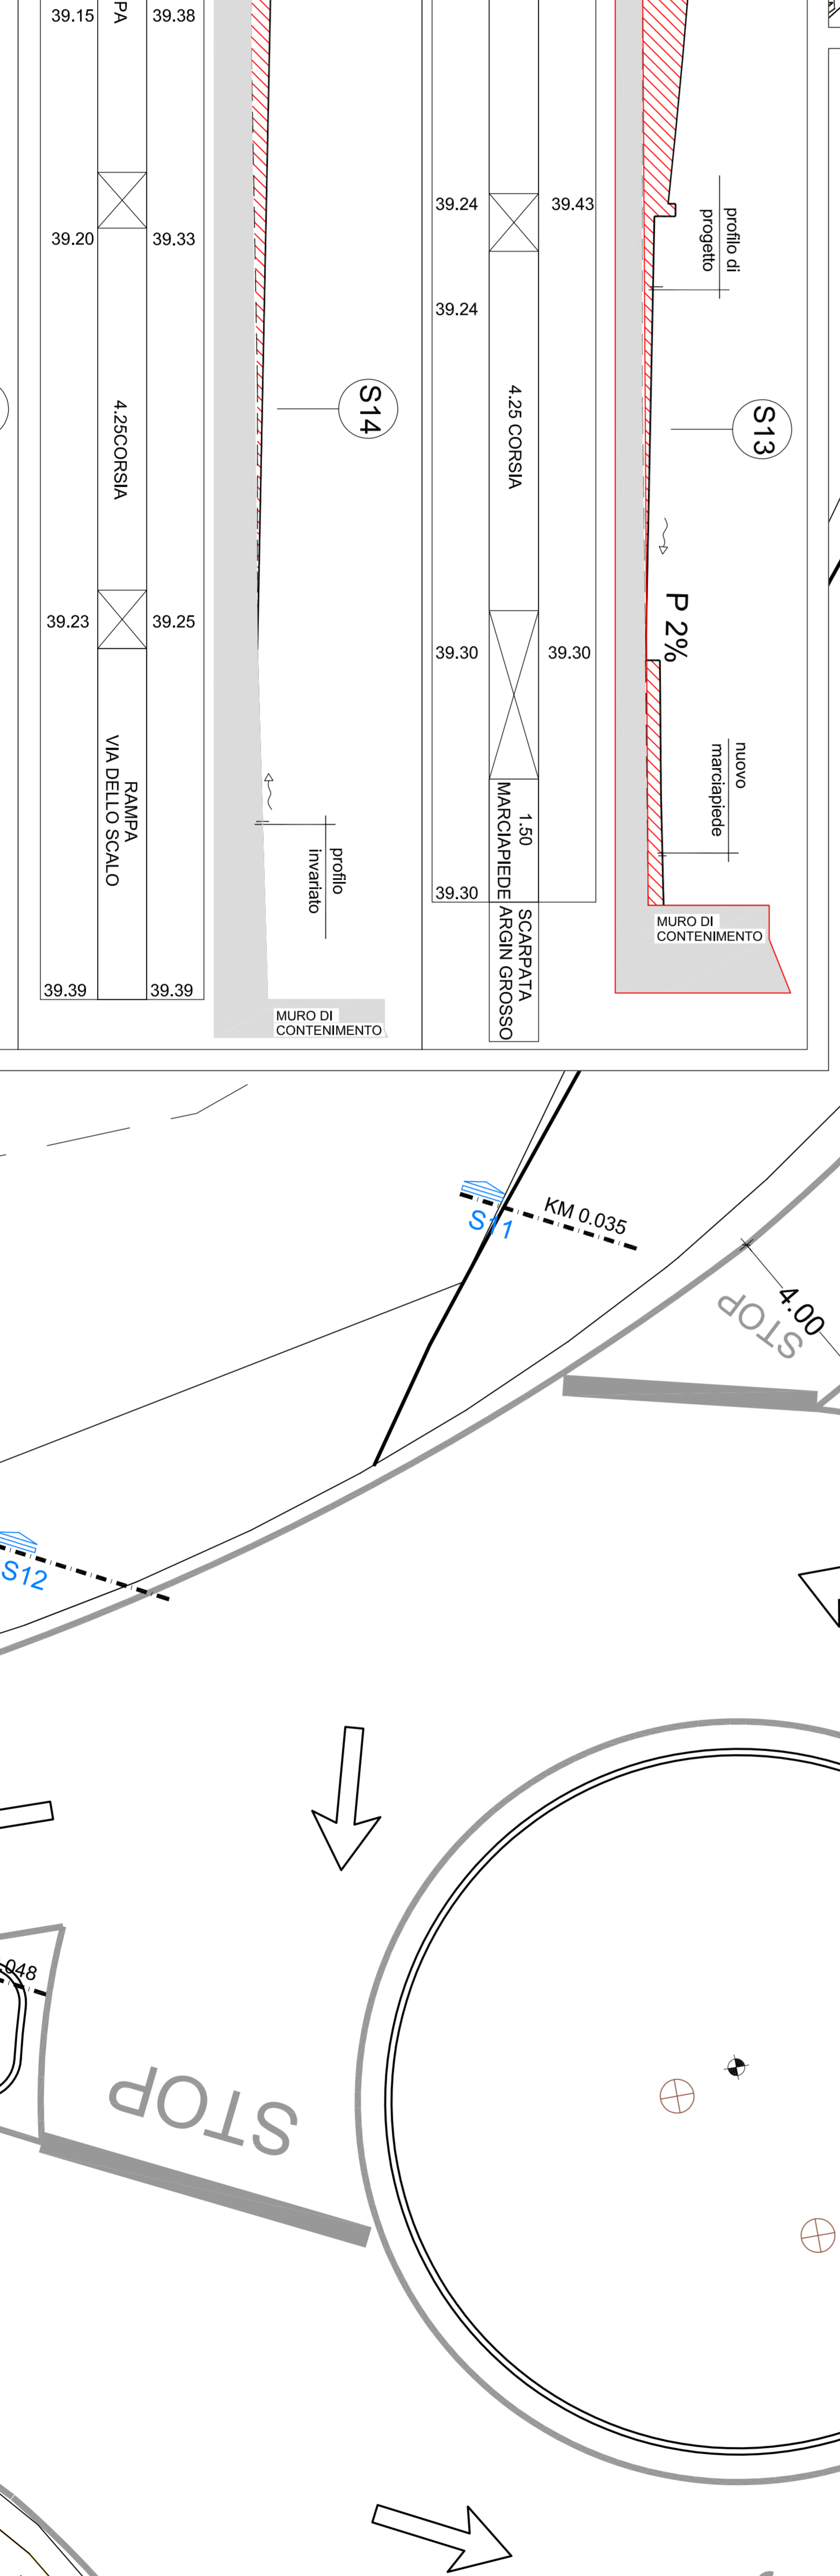 39.15
PA
39.38
39.20
39.33
4.25CORSIA
39.23
39.25
RAMPA
VIA DELLO SCALO
39.39
39.39
S14
profilo
invariato
MURO DI
CONTENIMENTO
39.24
39.43
39.24
4.25 CORSIA
39.30
39.30
1.50
MARCIAPIEDE
39.30
SCARPATA
ARGIN GROSSO
profilo di
progetto
S13
P 2%
nuovo
marciapiede
MURO DI
CONTENIMENTO
S11
KM 0.035
4.00
STOP
S12
.048
STOP